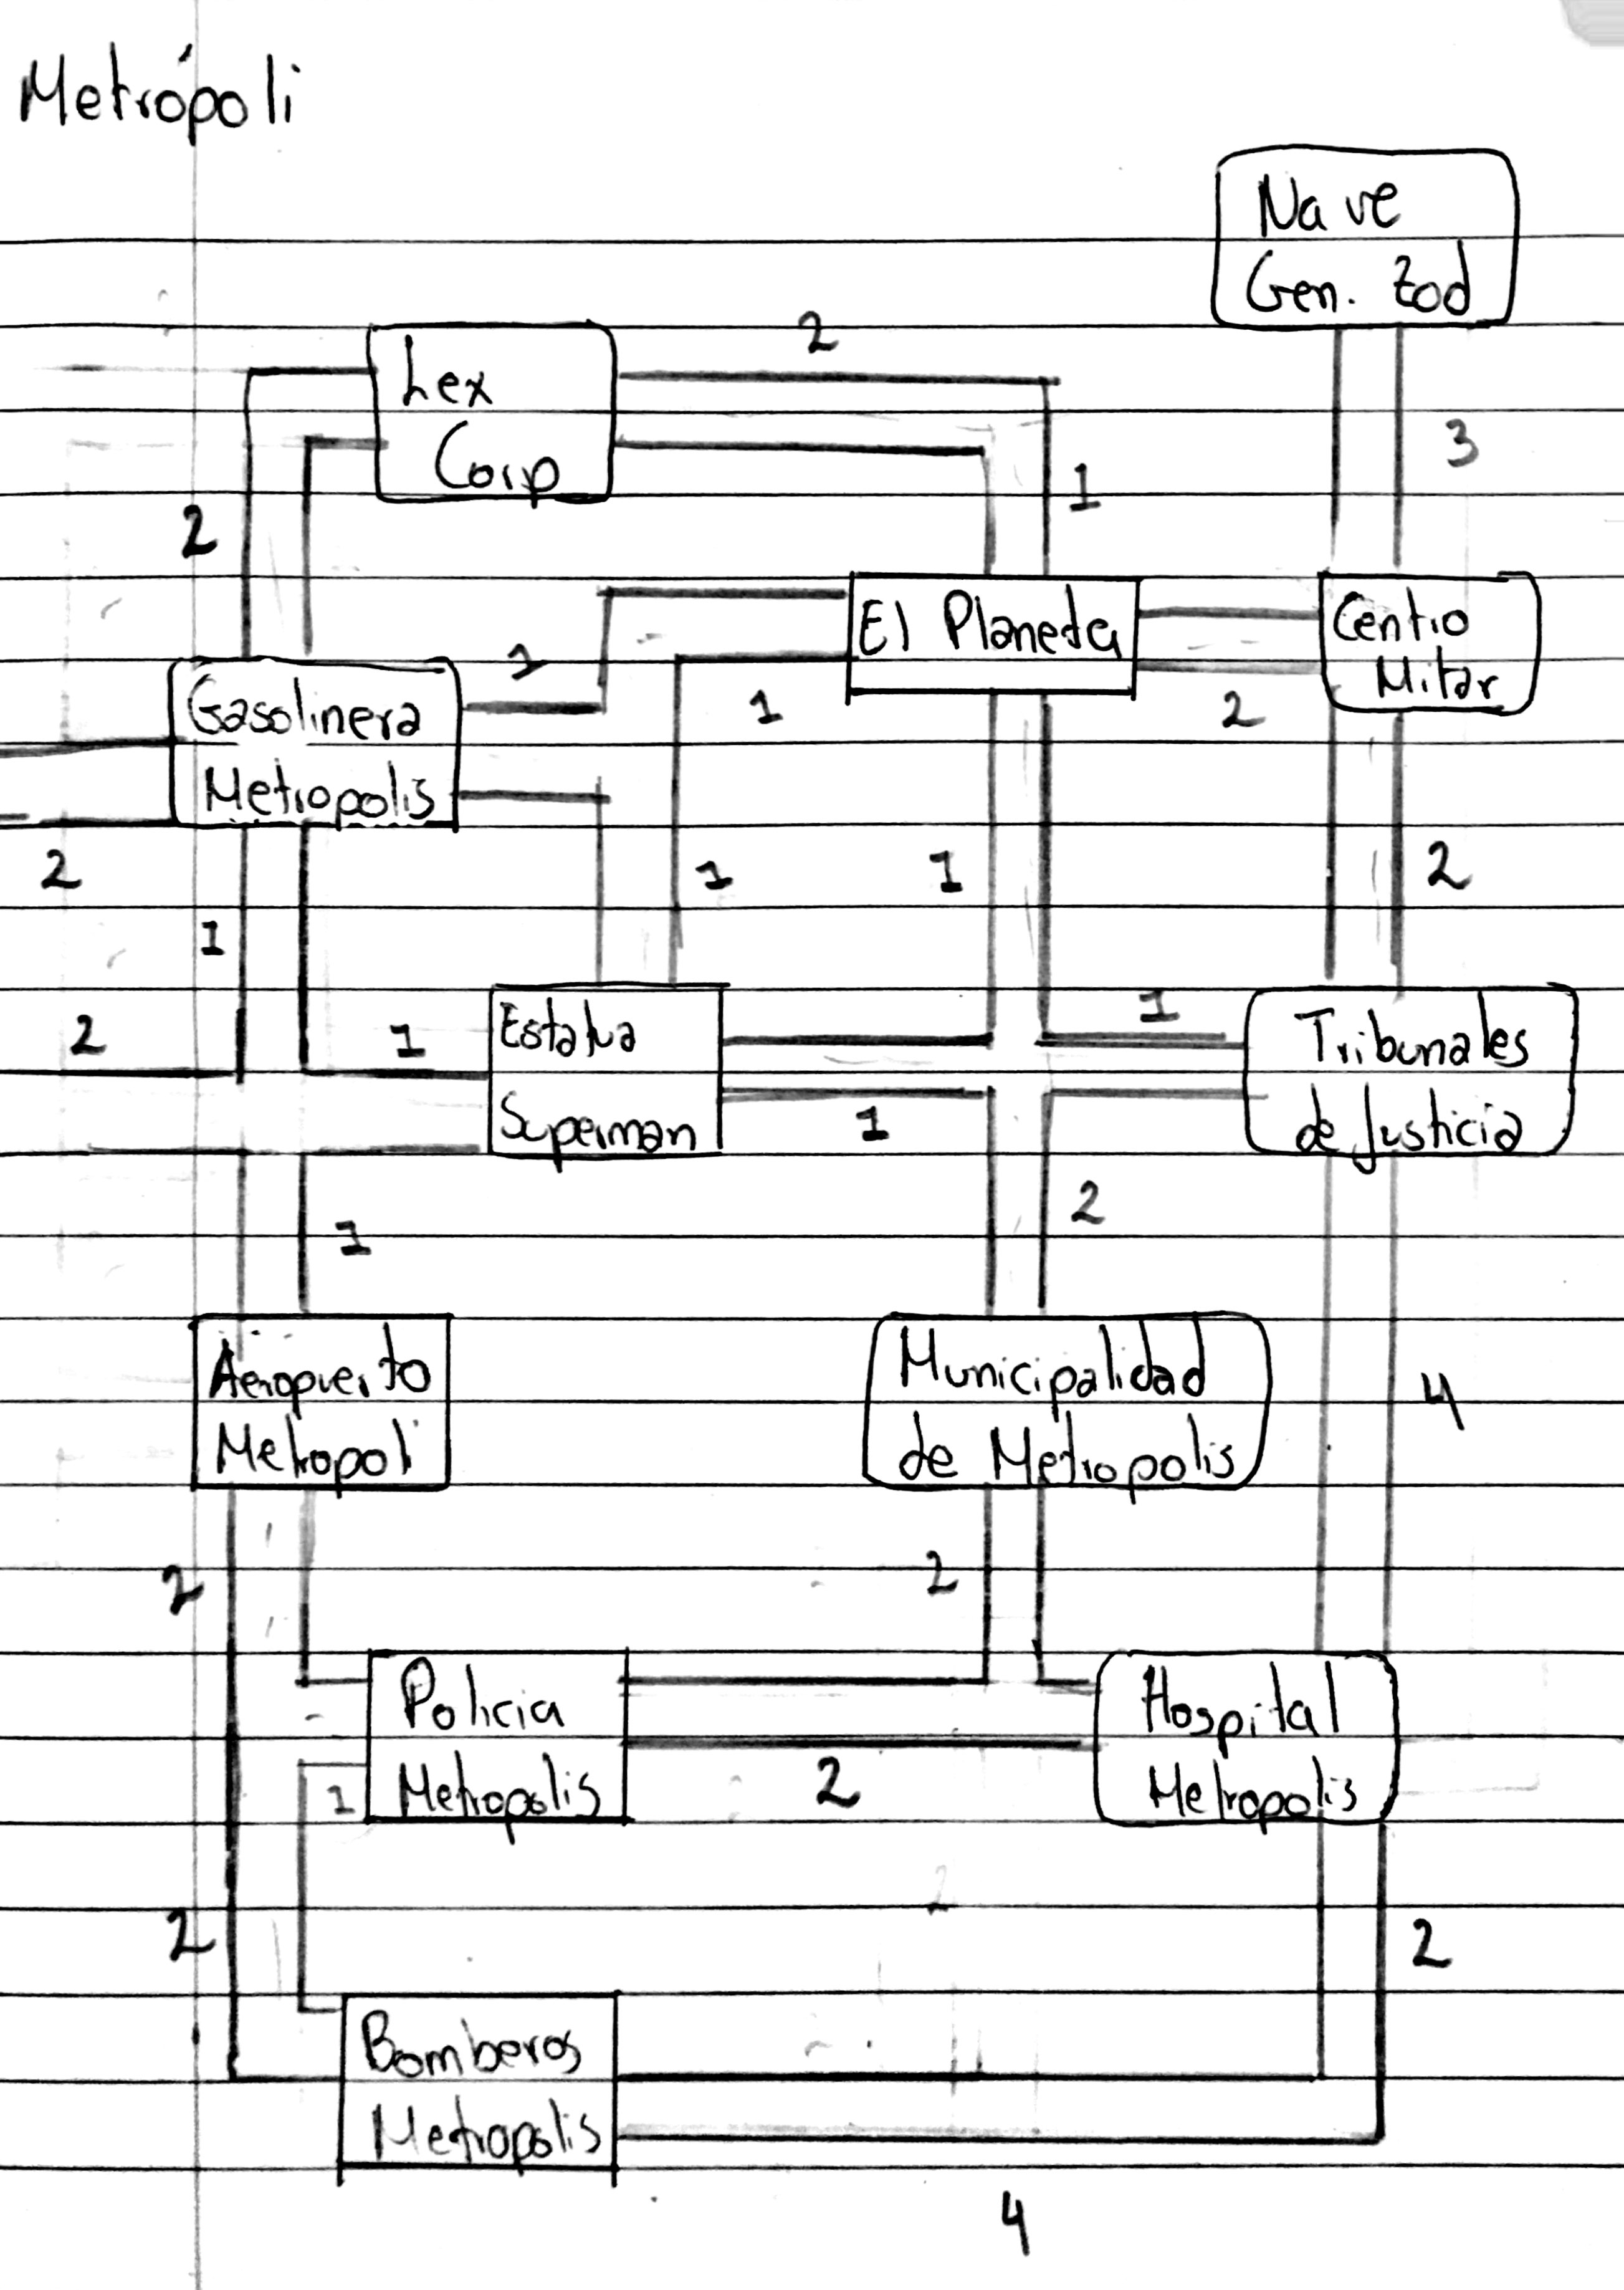 Metrópoli
Nave
Gen. Zod
2
Lex
Corp
3
1
2
El Planeta
Centro
Mitar
1
1
2
Gasolinera
Metropolis
2
1
1
2
1
2
1
1
Estatua
Superman
1
Tribunales
de Justicia
1
2
1
Aeropuerto
Metropoli
Municipalidad
de Metropolis
4
2
2
Policia
Metropolis
Hospital
Metropolis
1
2
2
2
Bomberos
Metropolis
4